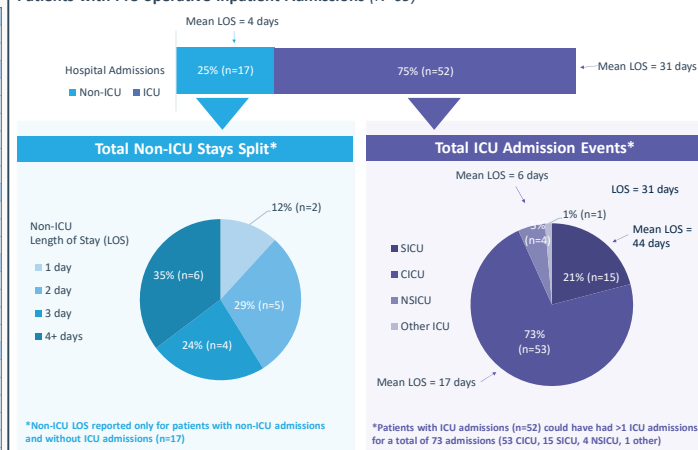 Mean LOS = 4 days
Hospital Admissions
Non-ICU
ICU
25% (n=17)
75% (n=52)
Mean LOS = 31 days
Total Non-ICU Stays Split*
Non-ICU
Length of Stay (LOS)
1 day
2 day
3 day
4+ days
12% (n=2)
29% (n=5)
24% (n=4)
35% (n=6)
*Non-ICU LOS reported only for patients with non-ICU admissions
and without ICU admissions (n=17)
Total ICU Admission Events*
Mean LOS = 6 days
LOS = 31 days
1% (n=1)
Mean LOS =
44 days
SICU
CICU
NSICU
Other ICU
(n=4)
21% (n=15)
73%
(n=53)
Mean LOS = 17 days
*Patients with ICU admissions (n=52) could have had >1 ICU admissions
for a total of 73 admissions (53 CICU, 15 SICU, 4 NSICU, 1 other)